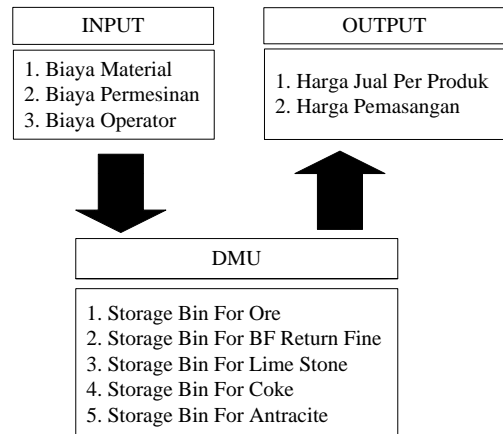 INPUT
1. Biaya Material
2. Biaya Permesinan
3. Biaya Operator
OUTPUT
1. Harga Jual Per Produk
2. Harga Pemasangan
DMU
1. Storage Bin For Ore
2. Storage Bin For BF Return Fine
3. Storage Bin For Lime Stone
4. Storage Bin For Coke
5. Storage Bin For Antracite